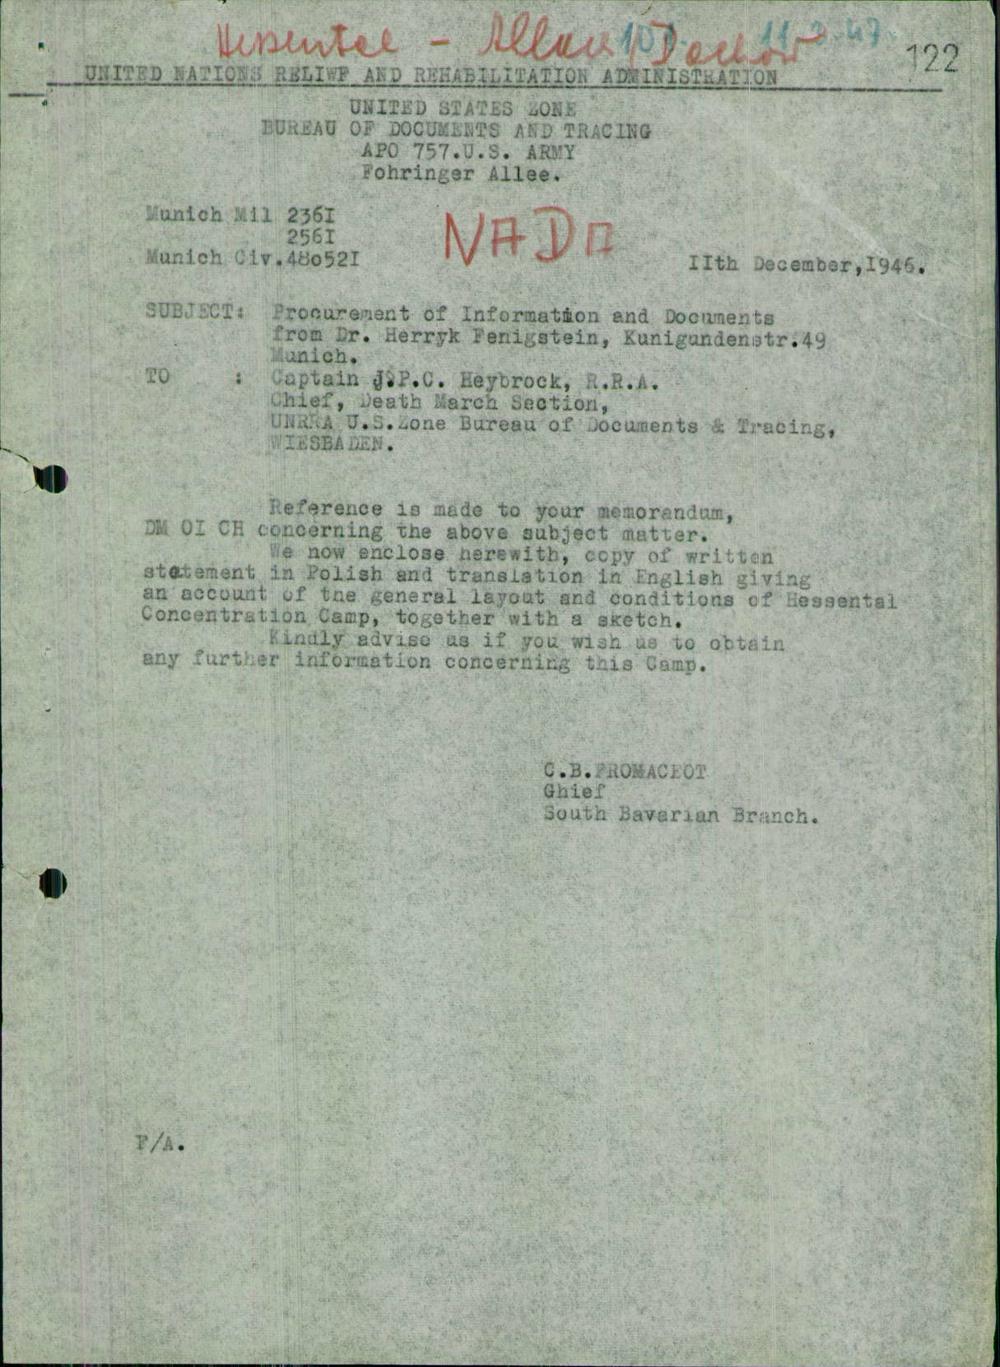 Hessental - Allach / Dachau
11.3.47.
122
UNITED NATIONS RELIWF AND REHABILITATION ADMINISTRATION
UNITED STATES ZONE
BUREAU OF DOCUMENTS AND TRACING
APO 757.U.S. ARMY
Fohringer Allee.
Munich Mil 236I
256I
Munich Civ.48o52I
NADA
IIth December,I946.
SUBJECT: Procurement of Information and Documents
from Dr. Herryk Fenigstein, Kunigundenstr.49
Munich.
TO : Captain J.P.C. Heybrock, R.R.A.
Chief, Death March Section,
UNRRA U.S.Zone Bureau of Documents & Tracing,
WIESBADEN.
Reference is made to your memorandum,
DM OI CH concerning the above subject matter.
We now enclose herewith, copy of written
statement in Polish and translation in English giving
an account of the general layout and conditions of Hessental
Concentration Camp, together with a sketch.
Kindly advise us if you wish us to obtain
any further information concerning this Camp.
C.B.FROMAGEOT
Ghief
South Bavarian Branch.
F/A.